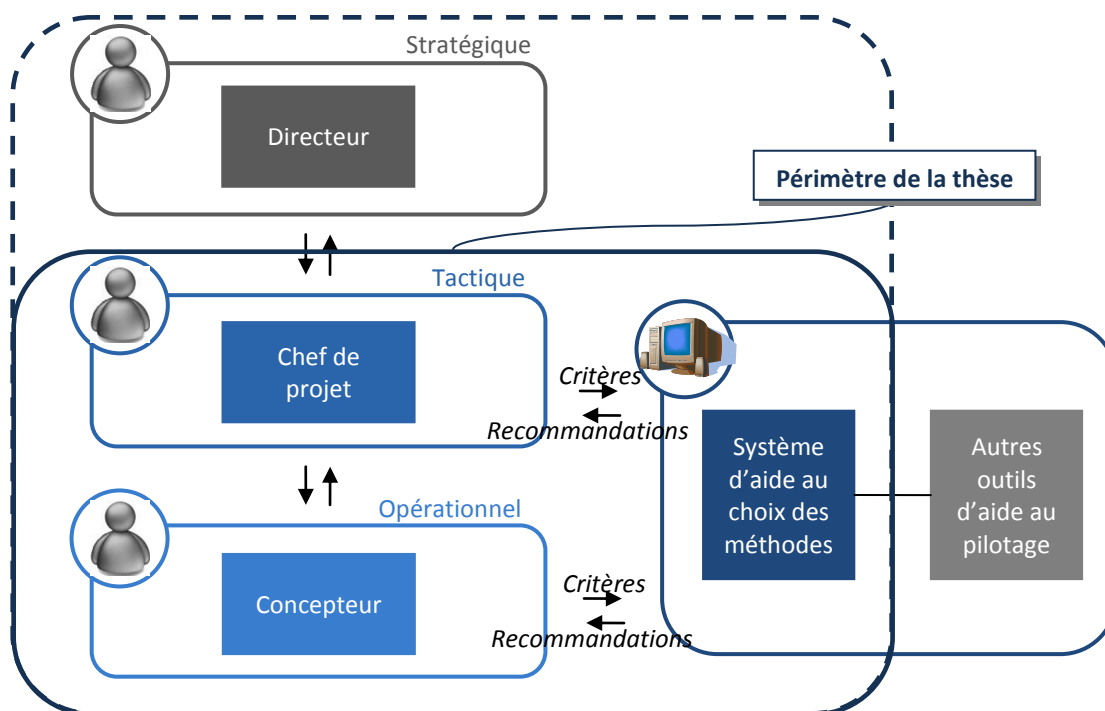 Stratégique
Directeur
Périmètre de la thèse
Tactique
Chef de
projet
Critères
Recommandations
Système
d'aide au
choix des
méthodes
Autres
outils
d'aide au
pilotage
Opérationnel
Concepteur
Critères
Recommandations